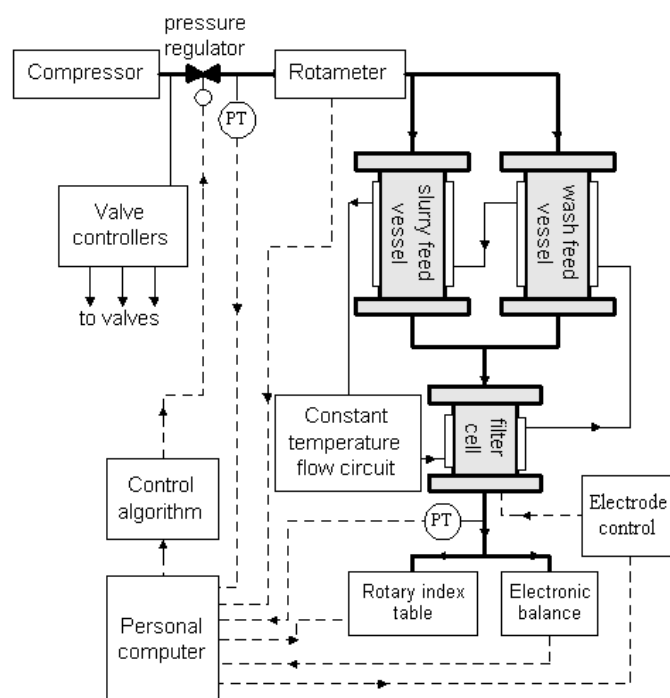 pressure
regulator
Compressor
Rotameter
PT
Valve
controllers
to valves
slurry feed
vessel
wash feed
vessel
Constant
temperature
flow circuit
filter
cell
Control
algorithm
PT
Electrode
control
Personal
computer
Rotary index
table
Electronic
balance